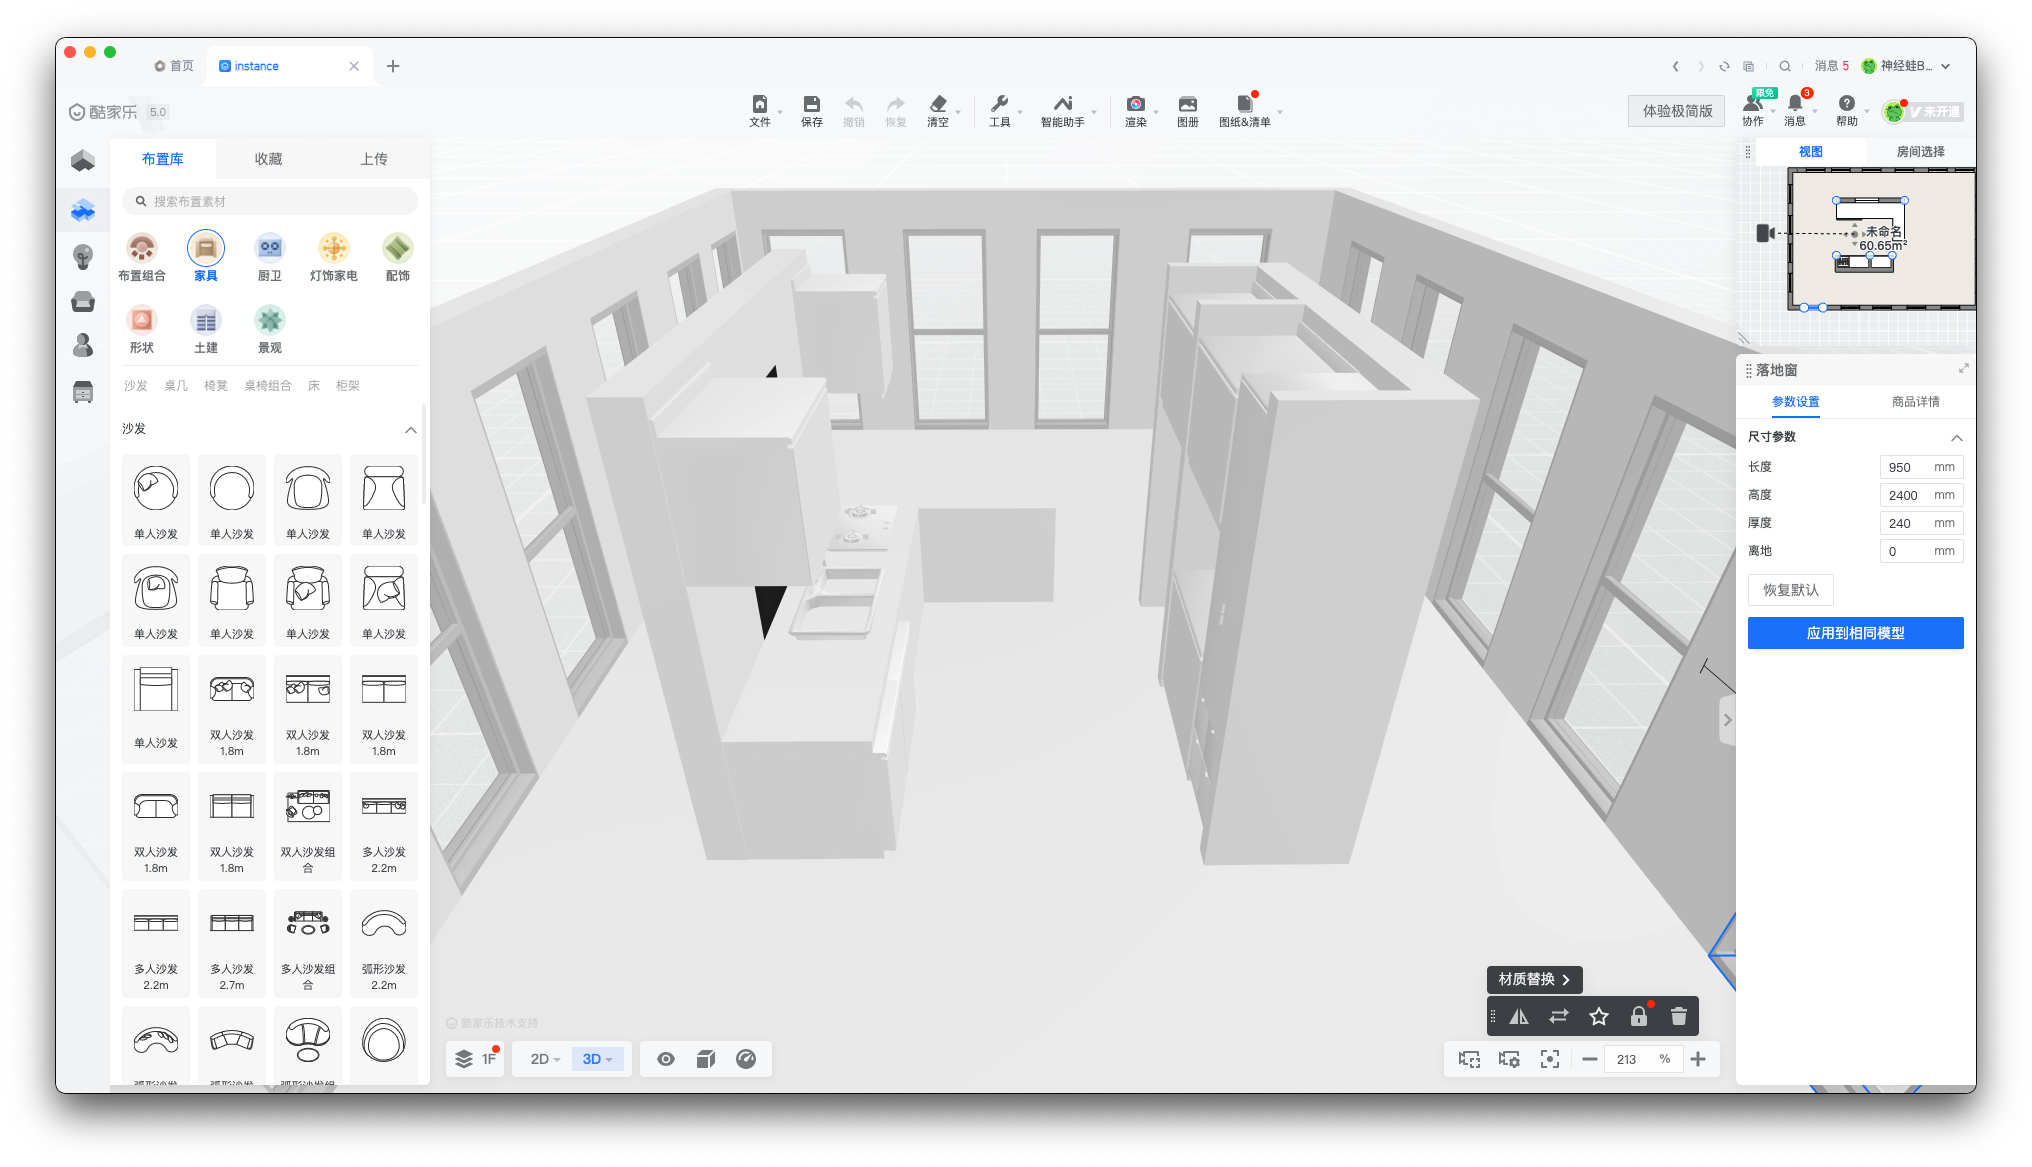 首页
instance
消息 5
神经蛙B...
酷家乐 5.0
文件
保存
撤销
恢复
清空
工具
智能助手
渲染
图册
图纸&清单
体验极简版
限免
协作
3
消息
帮助
未开通
布置库
收藏
上传
搜索布置素材
布置组合
家具
厨卫
灯饰家电
配饰
形状
土建
景观
沙发
桌几
椅凳
桌椅组合
床
柜架
沙发
单人沙发
单人沙发
单人沙发
单人沙发
单人沙发
单人沙发
单人沙发
单人沙发
单人沙发
双人沙发
1.8m
双人沙发
1.8m
双人沙发
1.8m
双人沙发
1.8m
双人沙发
1.8m
双人沙发组
合
多人沙发
2.2m
多人沙发
2.2m
多人沙发
2.7m
多人沙发组
合
弧形沙发
2.2m
弧形沙发
弧形沙发
弧形沙发组
视图
房间选择
未命名
60.65m²
落地窗
参数设置
商品详情
尺寸参数
长度
950 mm
高度
2400 mm
厚度
240 mm
离地
0 mm
恢复默认
应用到相同模型
材质替换
酷家乐技术支持
1F
2D
3D
213 %